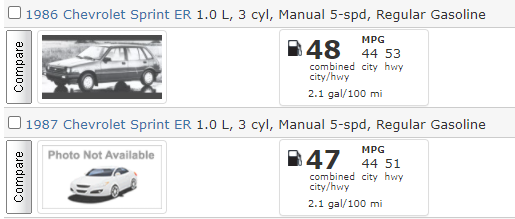 1986 Chevrolet Sprint ER 1.0 L, 3 cyl, Manual 5-spd, Regular Gasoline
Compare
48
combined
city/hwy
MPG
44 53
city hwy
2.1 gal/100 mi
1987 Chevrolet Sprint ER 1.0 L, 3 cyl, Manual 5-spd, Regular Gasoline
Compare
Photo Not Available
47
combined
city/hwy
MPG
44 51
city hwy
2.1 gal/100 mi